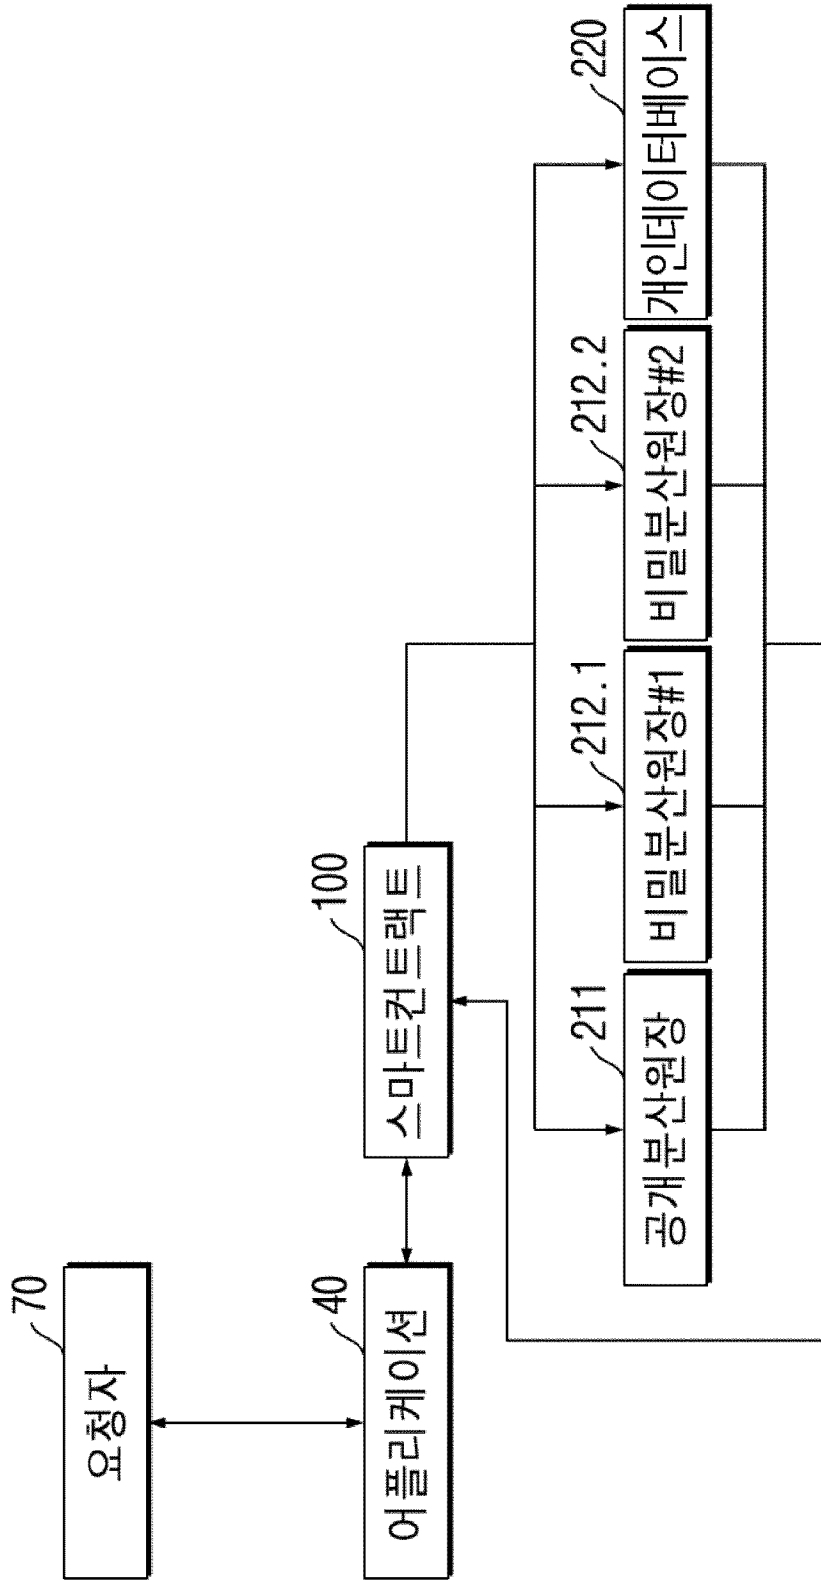 70
요청자
40
어플리케이션
100
스마트컨트랙트
211
공개분산원장
212.1
비밀분산원장#1
212.2
비밀분산원장#2
220
개인데이터베이스